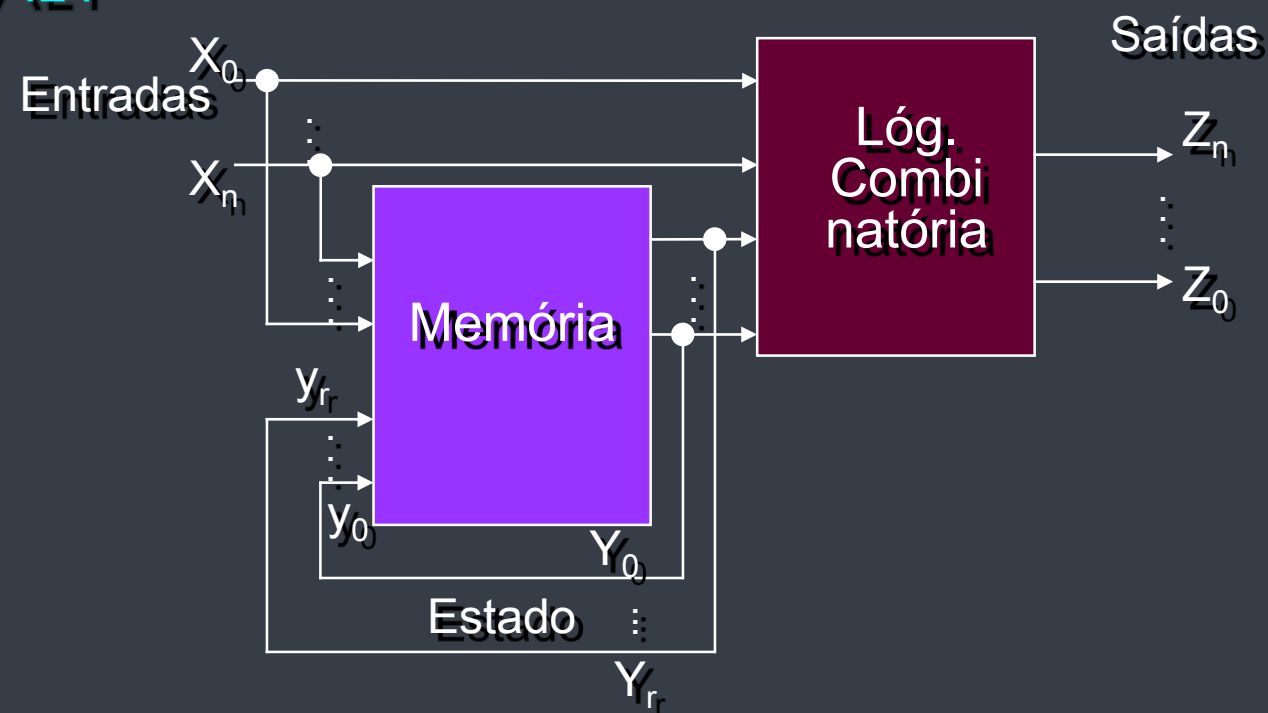 Saídas
X0
Entradas
Xn
Lóg.
Combi
natória
Zn
Z0
Memória
yr
y0
Y0
Estado
Yr